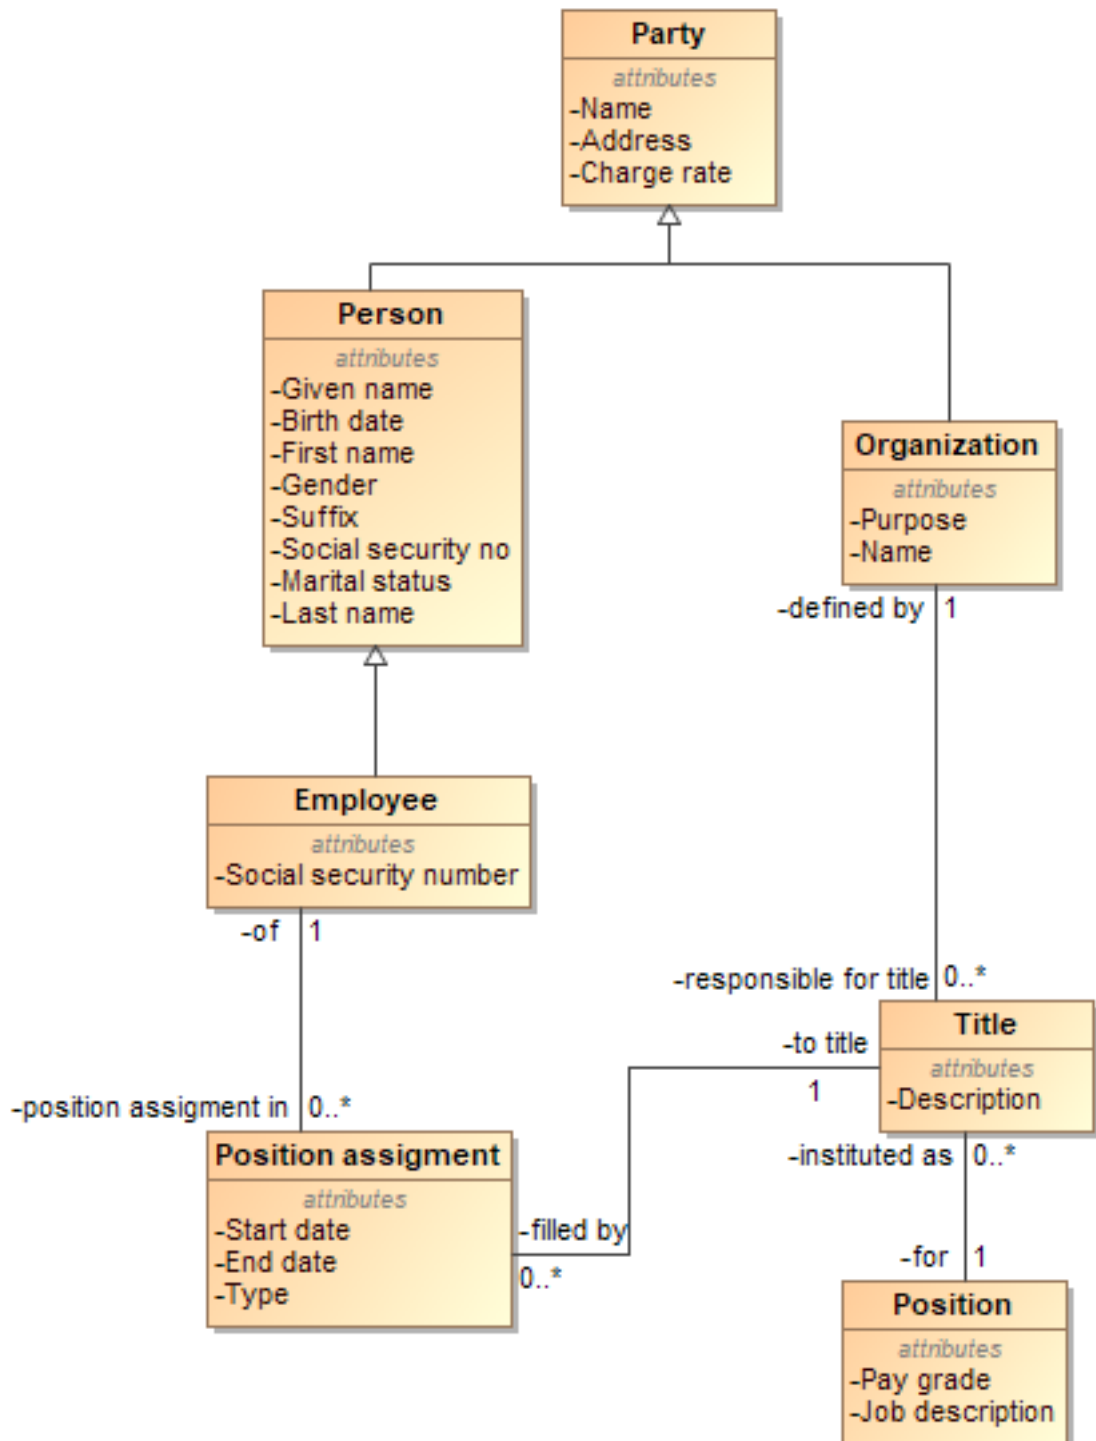 Party
attributes
-Name
-Address
-Charge rate
Person
attributes
-Given name
-Birth date
-First name
-Gender
-Suffix
-Social security no
-Marital status
-Last name
Organization
attributes
-Purpose
-Name
-defined by 1
Employee
attributes
-Social security number
-of 1
-responsible for title 0..*
Title
attributes
-Description
-to title
1
-position assigment in 0..*
Position assigment
attributes
-Start date
-End date
-Type
-filled by
0..*
-instituted as 0..*
-for 1
Position
attributes
-Pay grade
-Job description